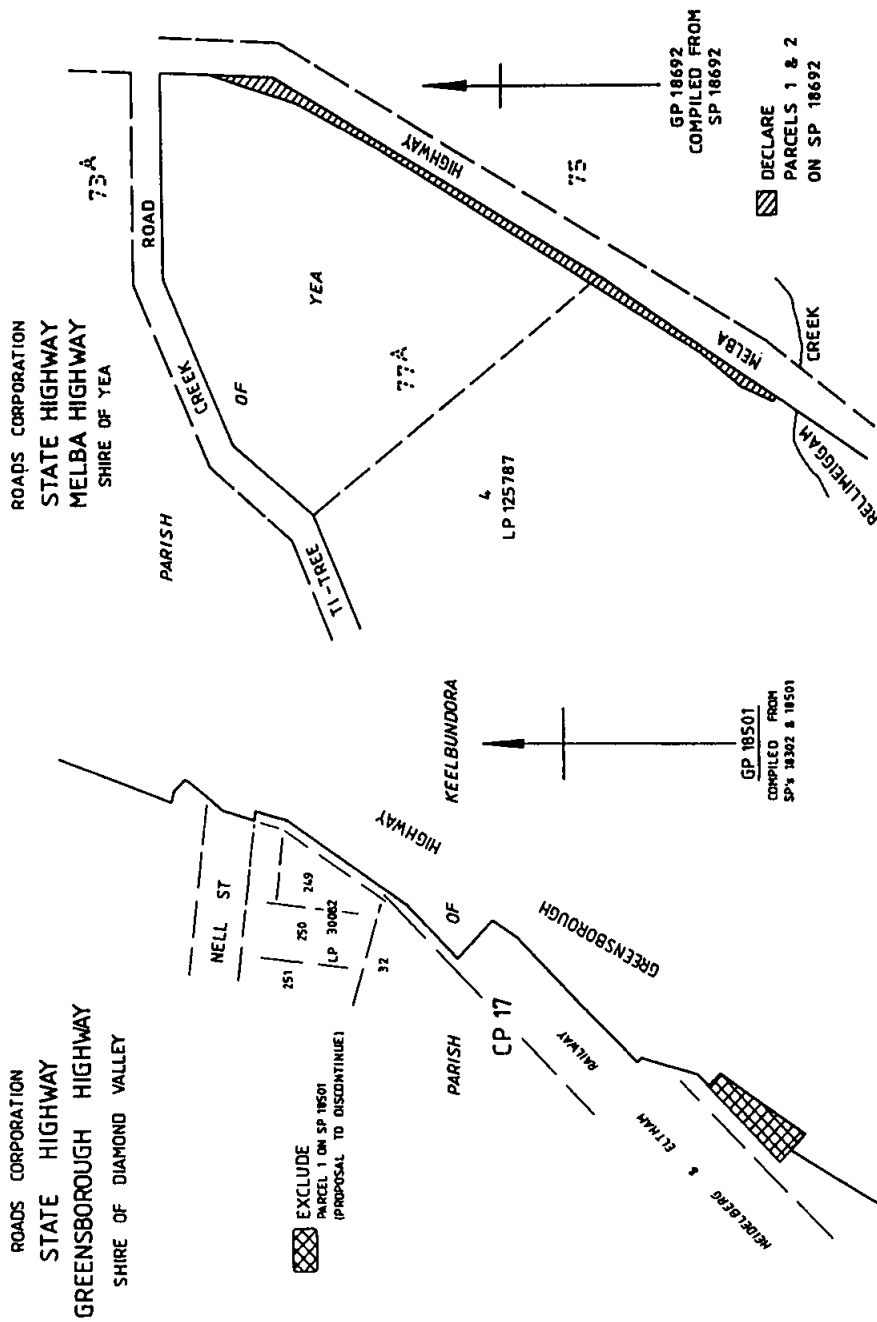 ROADS CORPORATION
STATE HIGHWAY
GREENSBOROUGH HIGHWAY
SHIRE OF DIAMOND VALLEY
EXCLUDE
PARCEL 1 ON SP 18501
(PROPOSAL TO DISCONTINUE)
NELL ST
251
250
249
LP 30082
32
PARISH
OF
KEELBUNDORA
CP 17
HIGHWAY
GREENSBOROUGH
RAILWAY
HEIDELBERG & ELTHAM
GP 18501
COMPILED FROM
SP's 18302 & 18501
ROADS CORPORATION
STATE HIGHWAY
MELBA HIGHWAY
SHIRE OF YEA
PARISH
OF
YEA
73A
TI-TREE
CREEK
ROAD
77A
4
LP 125787
HIGHWAY
MELBA
75
RELLIMEIGGAM
CREEK
GP 18692
COMPILED FROM
SP 18692
DECLARE
PARCELS 1 & 2
ON SP 18692